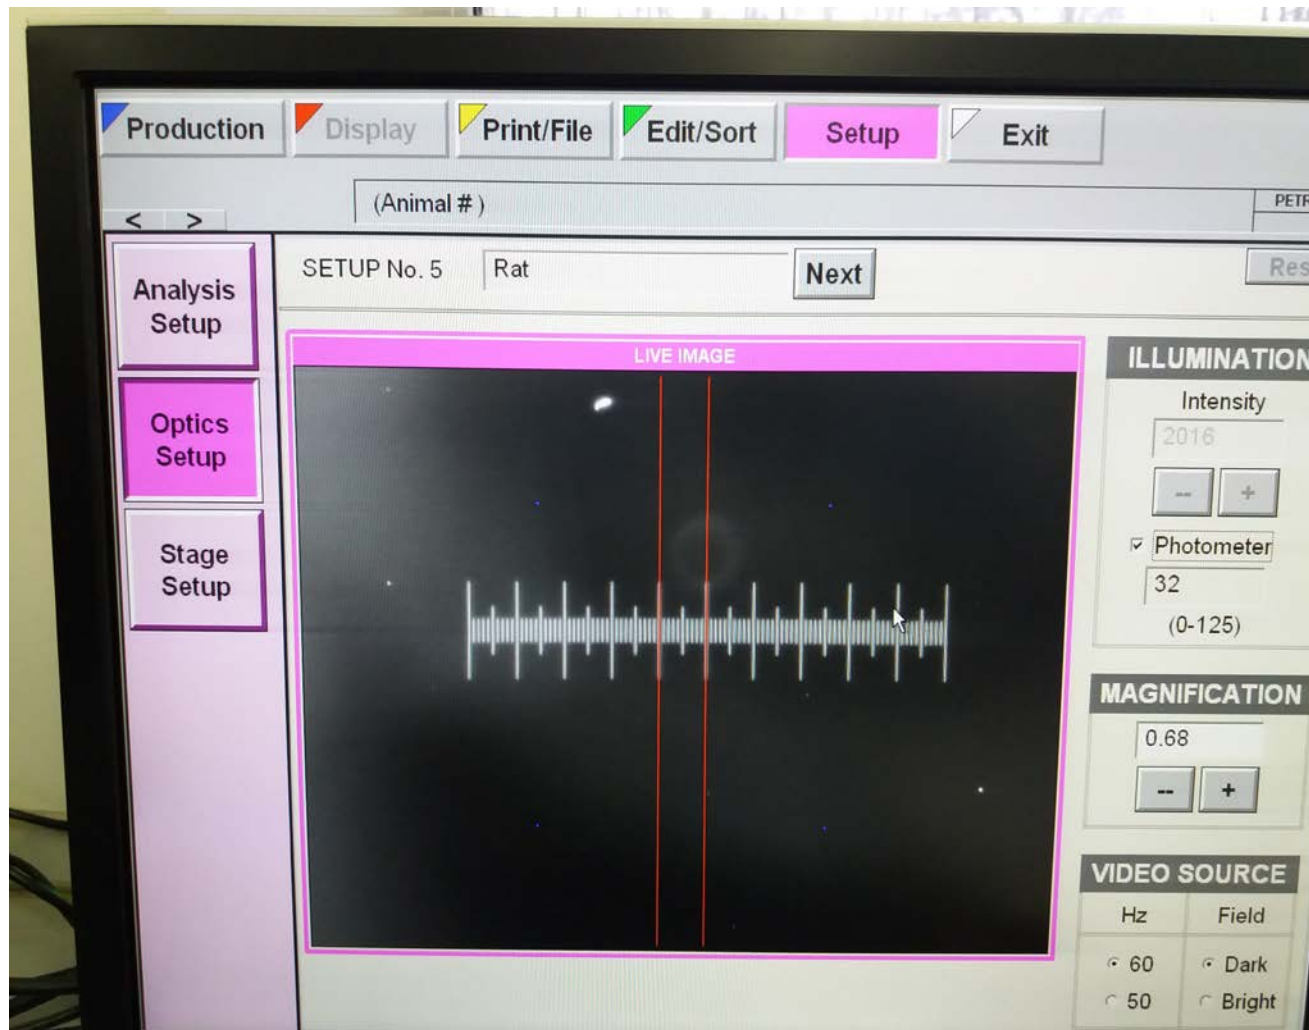 Production Display Print/File Edit/Sort Setup Exit
(Animal # )
< >
SETUP No. 5 Rat Next
Analysis
Setup
Optics
Setup
Stage
Setup
LIVE IMAGE
ILLUMINATION
Intensity
2016
-- +
Photometer
32
(0-125)
MAGNIFICATION
0.68
-- +
VIDEO SOURCE
Hz Field
60 Dark
50 Bright